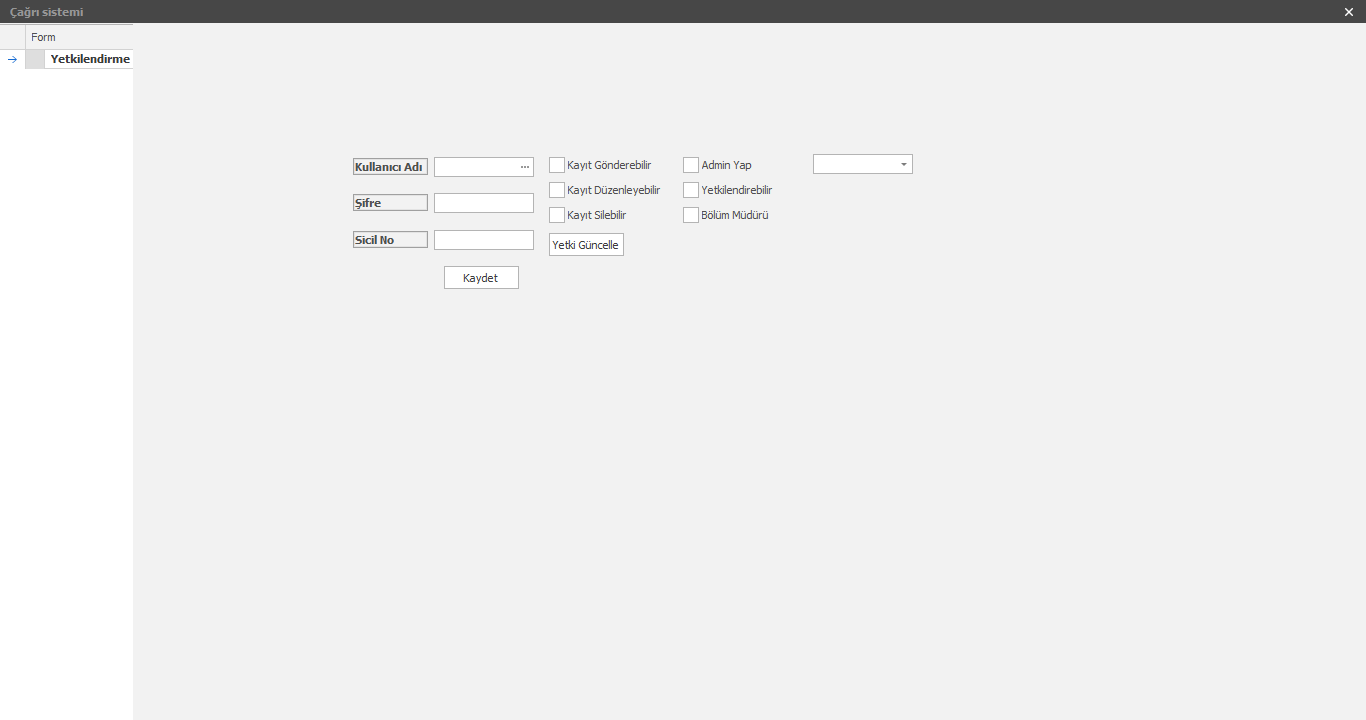 Çağrı sistemi
Form
Yetkilendirme
Kullanıcı Adı
...
Kayıt Gönderebilir
Admin Yap
Kayıt Düzenleyebilir
Yetkilendirebilir
Şifre
Kayıt Silebilir
Bölüm Müdürü
Sicil No
Yetki Güncelle
Kaydet